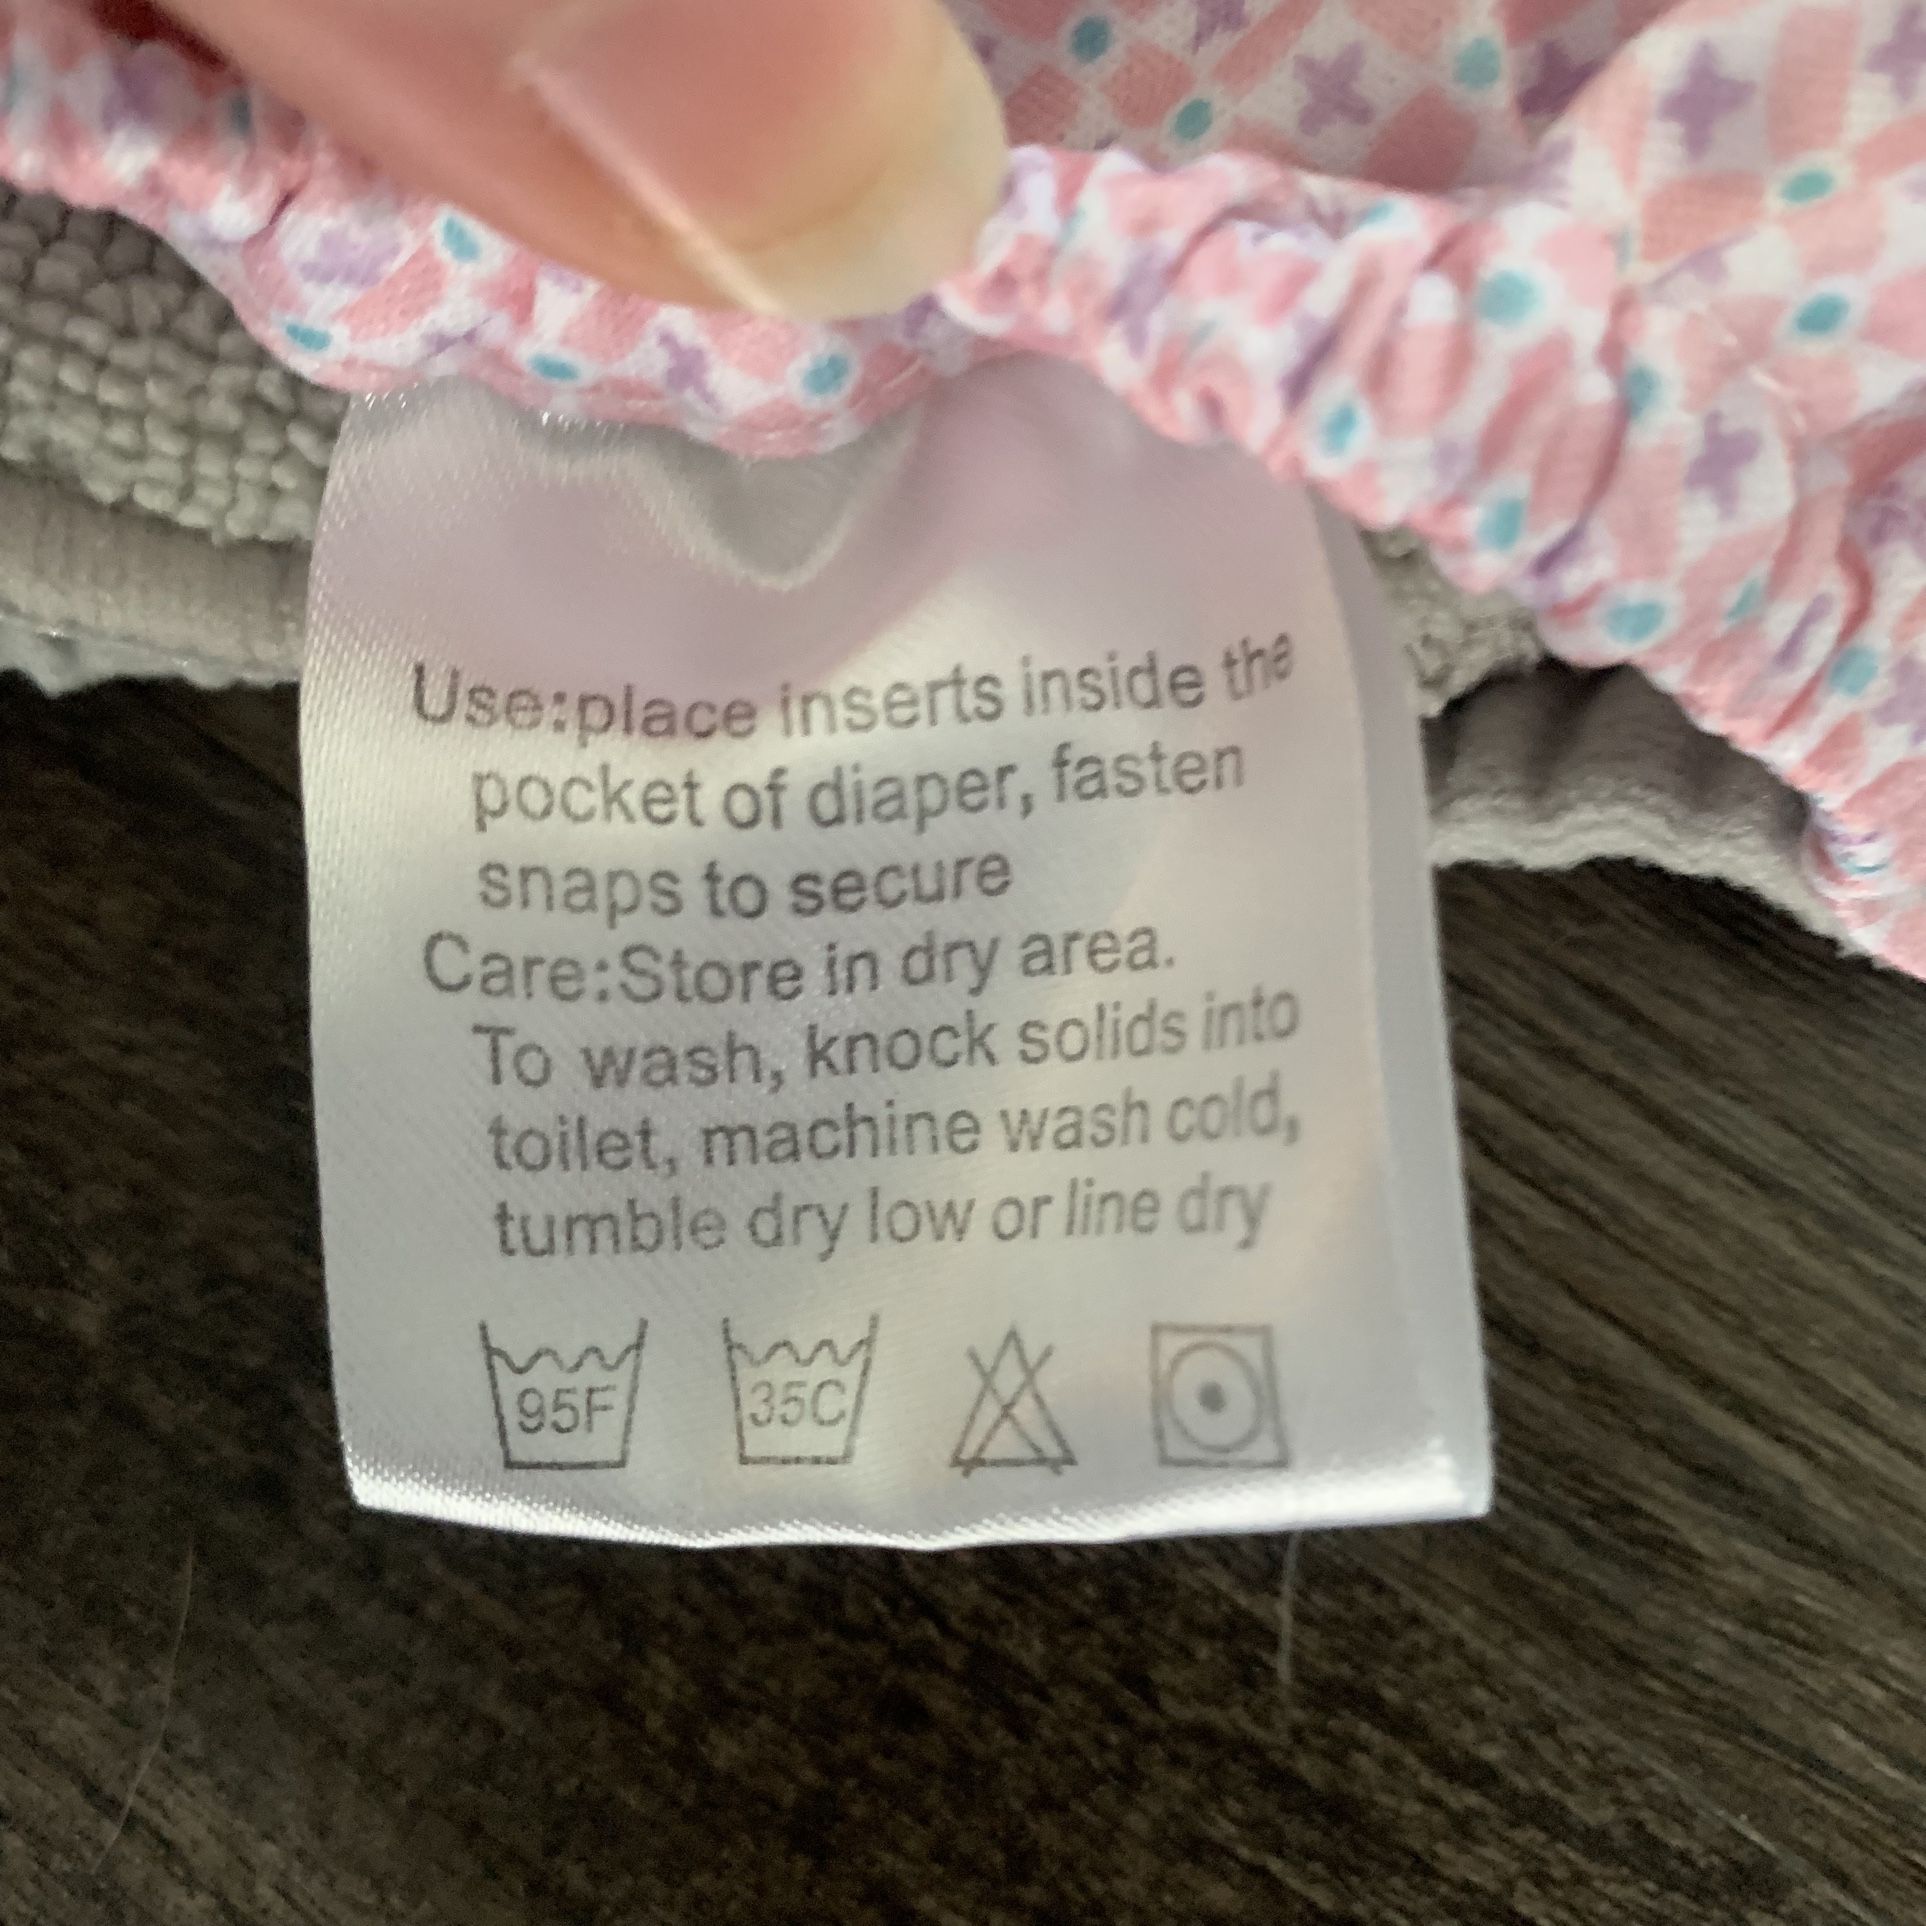 Use:place inserts inside the
pocket of diaper, fasten
snaps to secure
Care:Store in dry area.
To wash, knock solids into
toilet, machine wash cold,
tumble dry low or line dry
95F 35C